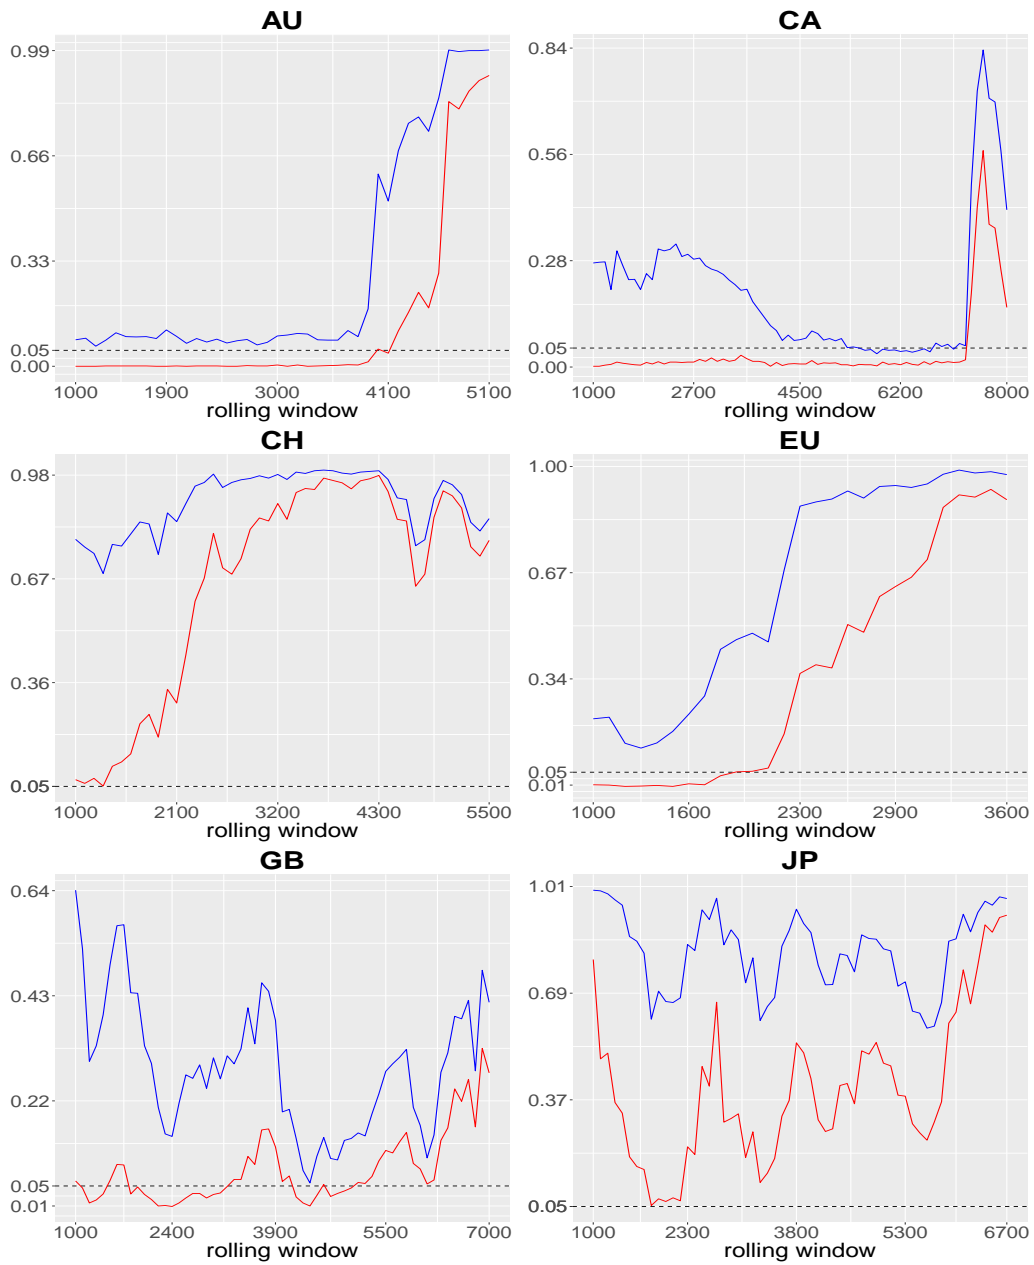 AU
0.99
0.66
0.33
0.05
0.00
1000 1900 3000 4100 5100
rolling window
CA
0.84
0.56
0.28
0.05
0.00
1000 2700 4500 6200 8000
rolling window
CH
0.98
0.67
0.36
0.05
1000 2100 3200 4300 5500
rolling window
EU
1.00
0.67
0.34
0.05
0.01
1000 1600 2300 2900 3600
rolling window
GB
0.64
0.43
0.22
0.05
0.01
1000 2400 3900 5500 7000
rolling window
JP
1.01
0.69
0.37
0.05
1000 2300 3800 5300 6700
rolling window